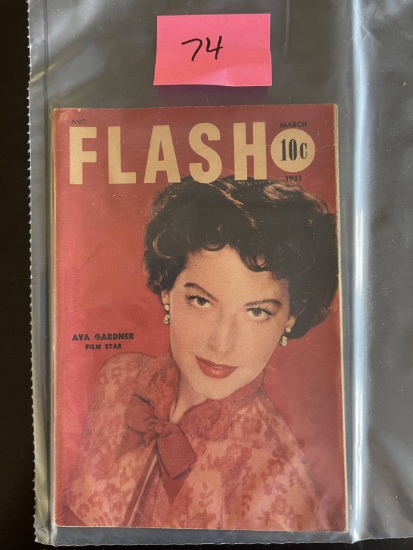 74
MARCH
FLASH
10¢
1951
AVA GARDNER
FILM STAR